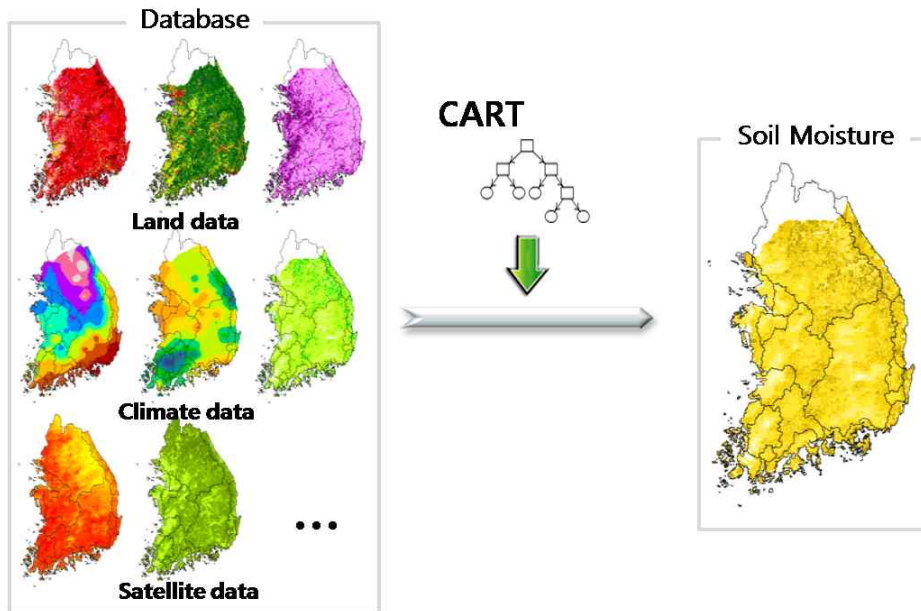 Database
Land data
Climate data
Satellite data
CART
Soil Moisture